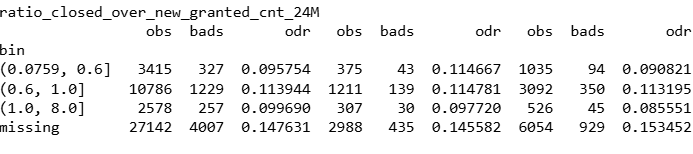 ratio_closed_over_new_granted_cnt_24M
obs bads odr obs bads odr obs bads odr
bin
(0.0759, 0.6] 3415 327 0.095754 375 43 0.114667 1035 94 0.090821
(0.6, 1.0] 10786 1229 0.113944 1211 139 0.114781 3092 350 0.113195
(1.0, 8.0] 2578 257 0.099690 307 30 0.097720 526 45 0.085551
missing 27142 4007 0.147631 2988 435 0.145582 6054 929 0.153452